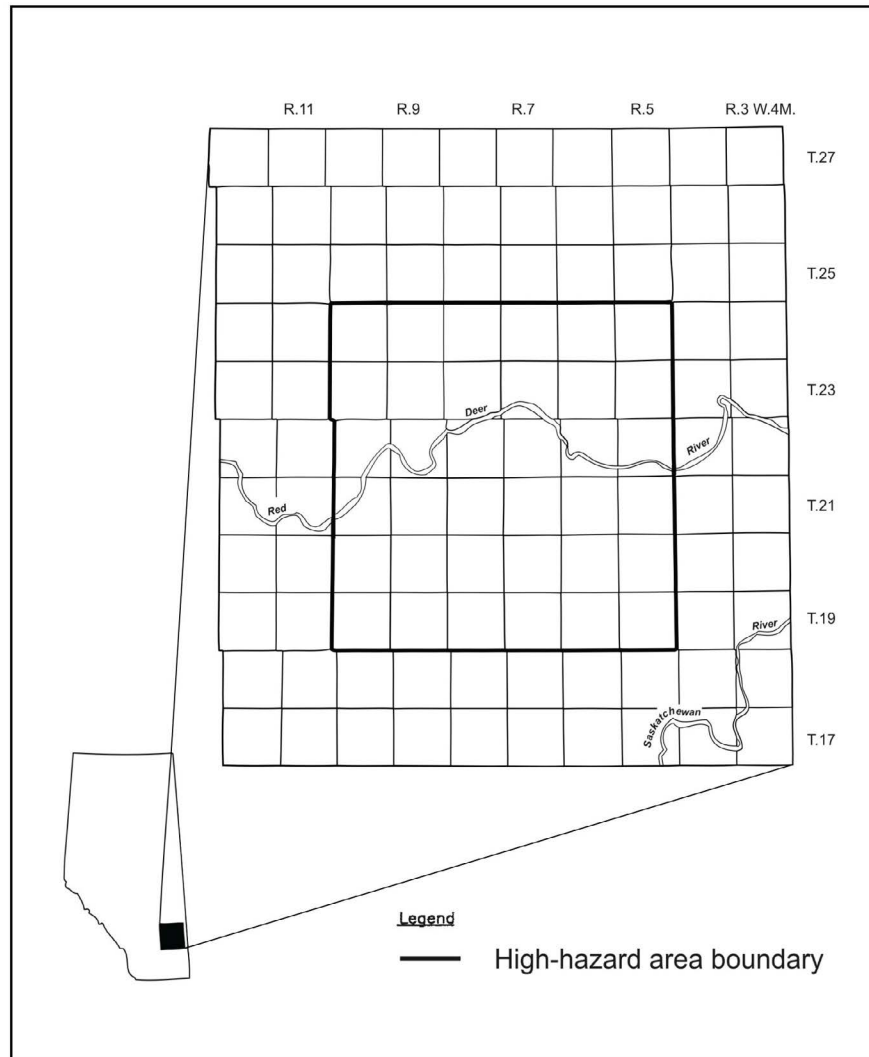 R.11 R.9 R.7 R.5 R.3 W.4M.
T.27
T.25
T.23
Deer
River
T.21
Red
T.19
River
Saskatchewan
T.17
Legend
High-hazard area boundary